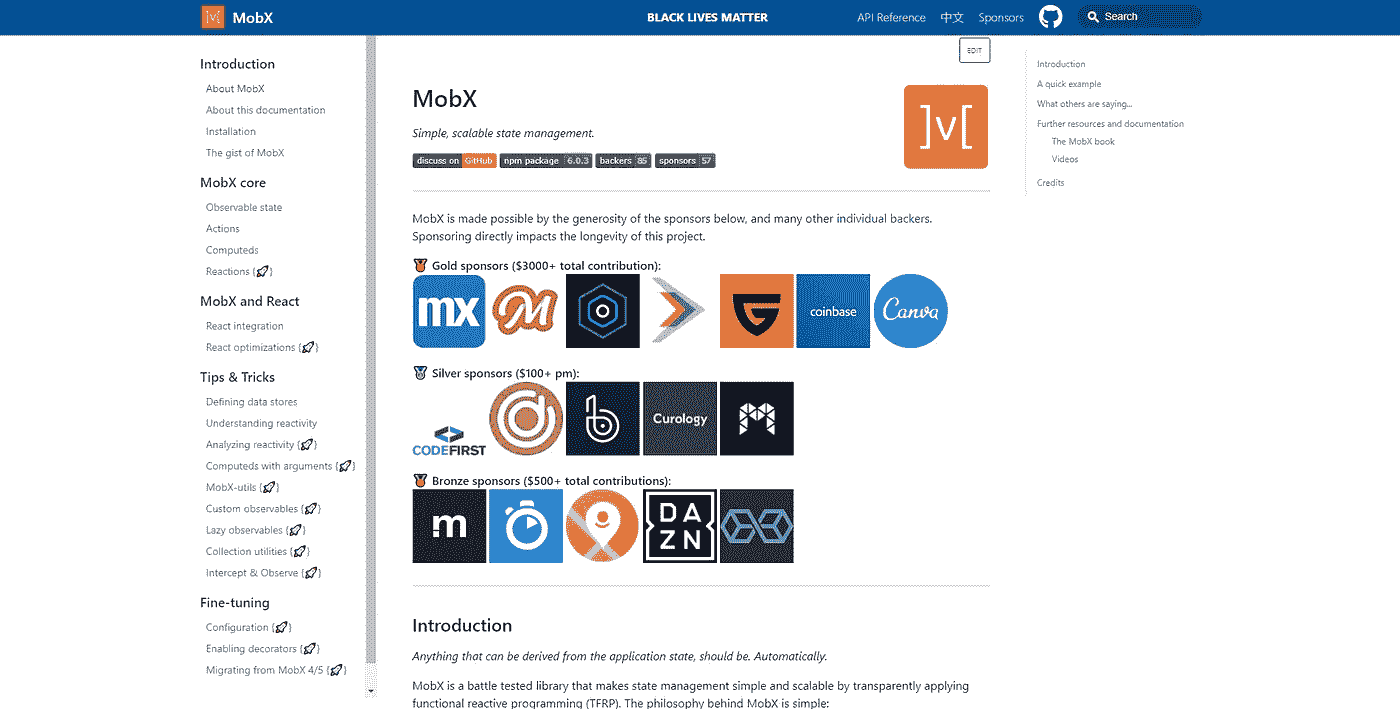 ]v[ MobX
BLACK LIVES MATTER
API Reference 中文 Sponsors Search
Introduction
About MobX
About this documentation
Installation
The gist of MobX
MobX core
Observable state
Actions
Computeds
Reactions {🚀}
MobX and React
React integration
React optimizations {🚀}
Tips & Tricks
Defining data stores
Understanding reactivity
Analyzing reactivity {🚀}
Computeds with arguments {🚀}
MobX-utils {🚀}
Custom observables {🚀}
Lazy observables {🚀}
Collection utilities {🚀}
Intercept & Observe {🚀}
Fine-tuning
Configuration {🚀}
Enabling decorators {🚀}
Migrating from MobX 4/5 {🚀}
EDIT
MobX
]v[
Simple, scalable state management.
discuss on GitHub npm package 6.0.3 backers 85 sponsors 57
MobX is made possible by the generosity of the sponsors below, and many other individual backers.
Sponsoring directly impacts the longevity of this project.
🥇 Gold sponsors ($3000+ total contribution):
mx M G coinbase Canva
🥈 Silver sponsors ($100+ pm):
CODEFIRST d b Curology M
🥉 Bronze sponsors ($500+ total contributions):
m DAZN
Introduction
Anything that can be derived from the application state, should be. Automatically.
MobX is a battle tested library that makes state management simple and scalable by transparently applying
functional reactive programming (TFRP). The philosophy behind MobX is simple:
Introduction
A quick example
What others are saying...
Further resources and documentation
The MobX book
Videos
Credits